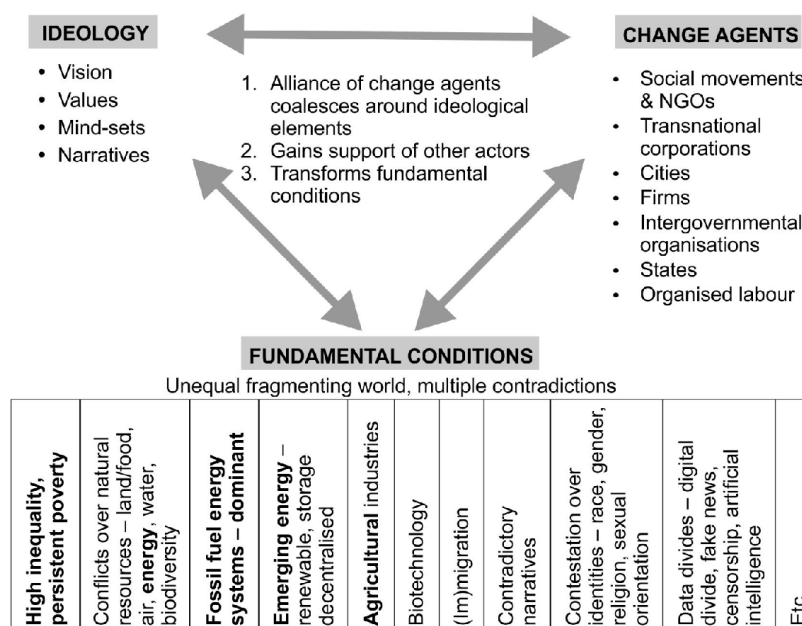 IDEOLOGY
• Vision
• Values
• Mind-sets
• Narratives
1. Alliance of change agents
coalesces around ideological
elements
2. Gains support of other actors
3. Transforms fundamental
conditions
CHANGE AGENTS
• Social movements
& NGOs
• Transnational
corporations
• Cities
• Firms
• Intergovernmental
organisations
• States
• Organised labour
FUNDAMENTAL CONDITIONS
Unequal fragmenting world, multiple contradictions
High inequality,
persistent poverty
Conflicts over natural
resources – land/food,
air, energy, water,
biodiversity
Fossil fuel energy
systems – dominant
Emerging energy –
renewable, storage
decentralised
Agricultural industries
Biotechnology
(Im)migration
Contradictory
narratives
Contestation over
identities – race, gender,
religion, sexual
orientation
Data divides – digital
divide, fake news,
censorship, artificial
intelligence
Etc